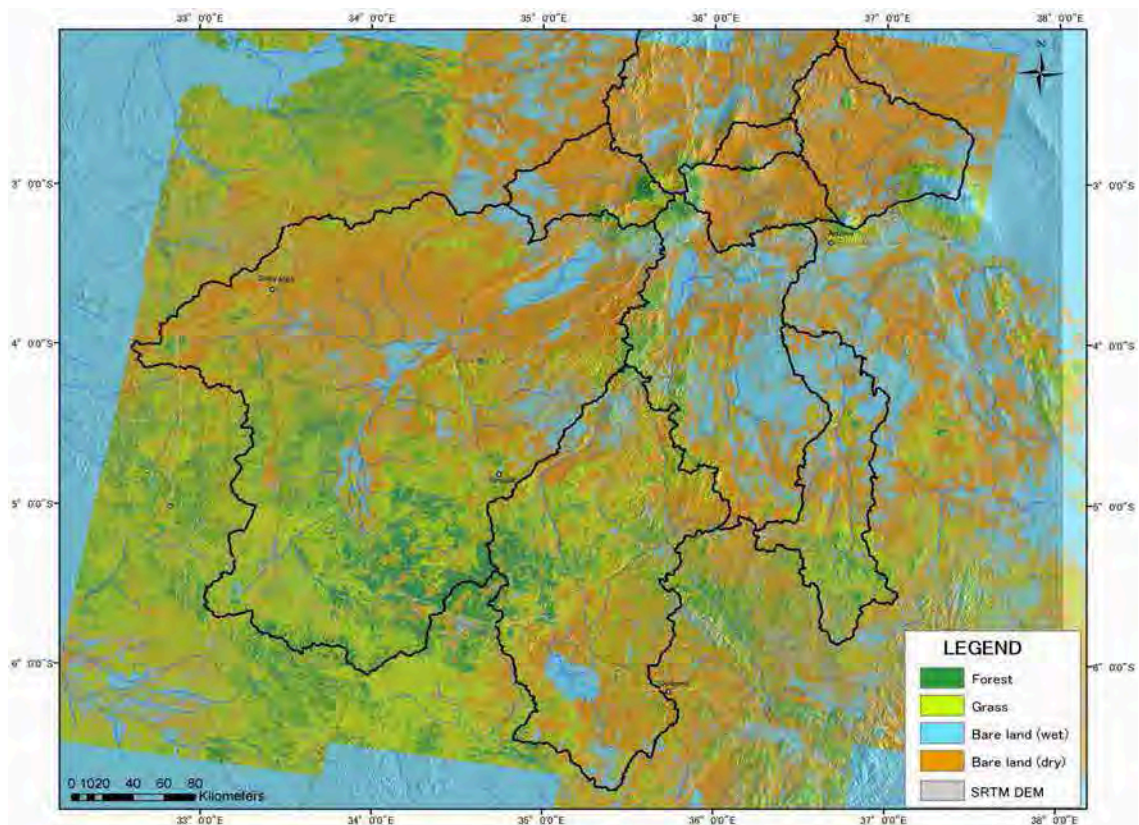 33° 0'0"E 34° 0'0"E 35° 0'0"E 36° 0'0"E 37° 0'0"E 38° 0'0"E
N
3° 0'0"S 3° 0'0"S
4° 0'0"S 4° 0'0"S
5° 0'0"S 5° 0'0"S
6° 0'0"S 6° 0'0"S
LEGEND
Forest
Grass
Bare land (wet)
Bare land (dry)
SRTM DEM
0 10 20 40 60 80
Kilometers
33° 0'0"E 34° 0'0"E 35° 0'0"E 36° 0'0"E 37° 0'0"E 38° 0'0"E